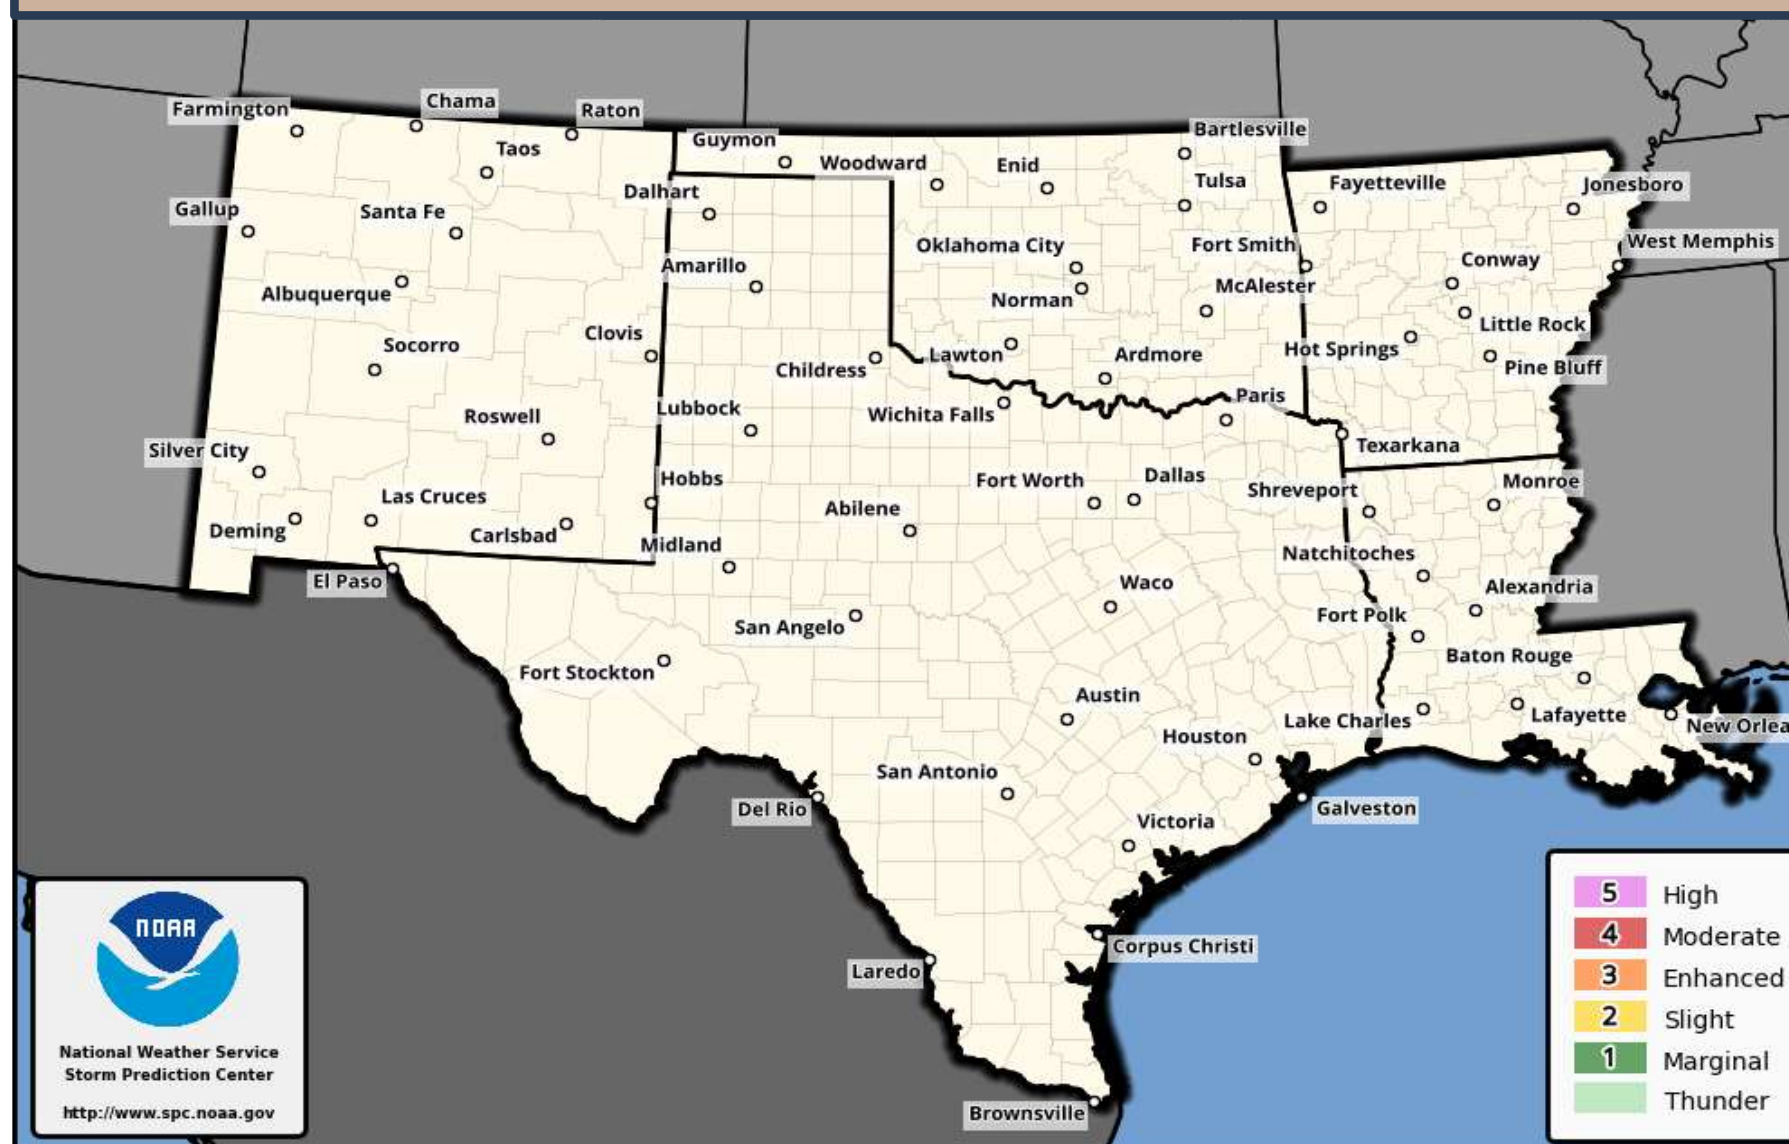 Farmington
Chama
Raton
Taos
Guymon
Woodward
Enid
Bartlesville
Tulsa
Fayetteville
Jonesboro
Dalhart
Gallup
Santa Fe
Oklahoma City
Fort Smith
West Memphis
Conway
Amarillo
McAlester
Albuquerque
Norman
Little Rock
Clovis
Socorro
Hot Springs
Lawton
Ardmore
Childress
Pine Bluff
Paris
Lubbock
Wichita Falls
Roswell
Texarkana
Silver City
Hobbs
Fort Worth
Dallas
Shreveport
Monroe
Las Cruces
Abilene
Deming
Carlsbad
Midland
Natchitoches
El Paso
Waco
Alexandria
San Angelo
Fort Polk
Baton Rouge
Fort Stockton
Austin
Lake Charles
Lafayette
New Orlea
Houston
San Antonio
Del Rio
Galveston
Victoria
Corpus Christi
Laredo
Brownsville
NOAA
National Weather Service
Storm Prediction Center
http://www.spc.noaa.gov
5 High
4 Moderate
3 Enhanced
2 Slight
1 Marginal
Thunder